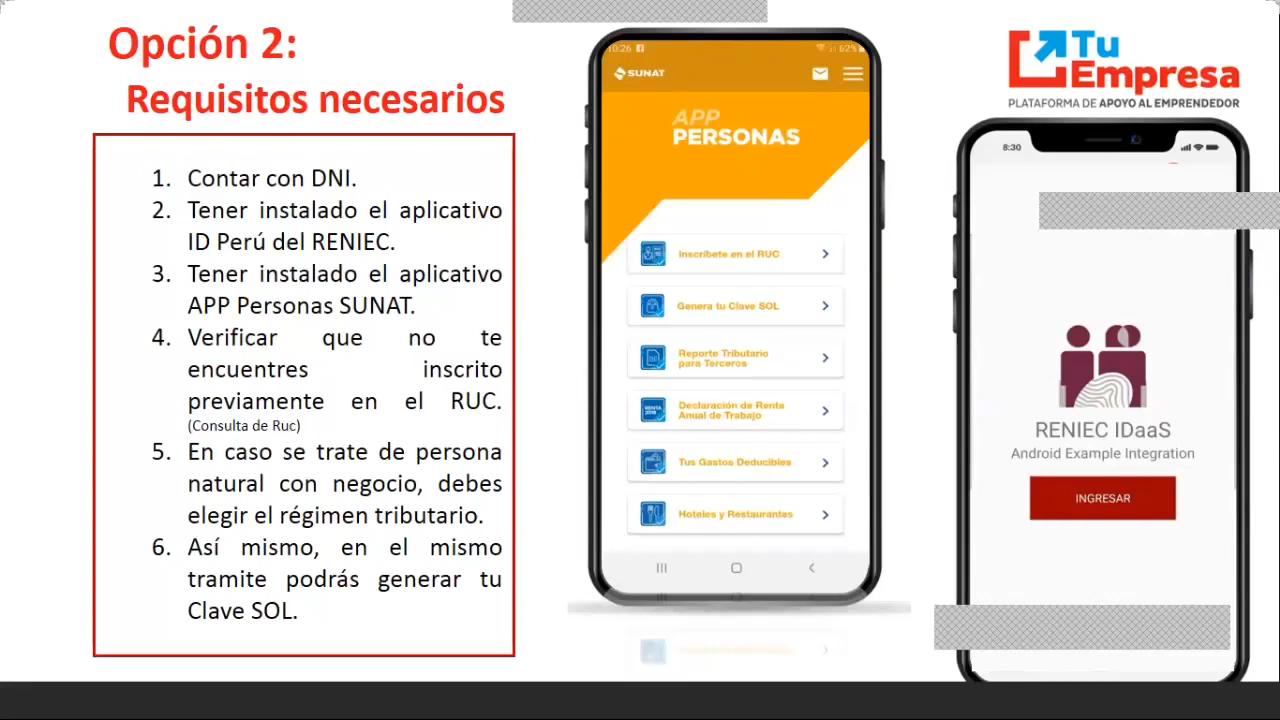 Opción 2:
Requisitos necesarios
1. Contar con DNI.
2. Tener instalado el aplicativo
ID Perú del RENIEC.
3. Tener instalado el aplicativo
APP Personas SUNAT.
4. Verificar que no te
encuentres inscrito
previamente en el RUC.
(Consulta de Ruc)
5. En caso se trate de persona
natural con negocio, debes
elegir el régimen tributario.
6. Así mismo, en el mismo
tramite podrás generar tu
Clave SOL.
10:26
62%
SUNAT
APP
PERSONAS
Inscríbete en el RUC
Genera tu Clave SOL
Reporte Tributario
para Terceros
Declaración de Renta
Anual de Trabajo
Tus Gastos Deducibles
Hoteles y Restaurantes
Tu
Empresa
PLATAFORMA DE APOYO AL EMPRENDEDOR
8:30
RENIEC IDaaS
Android Example Integration
INGRESAR